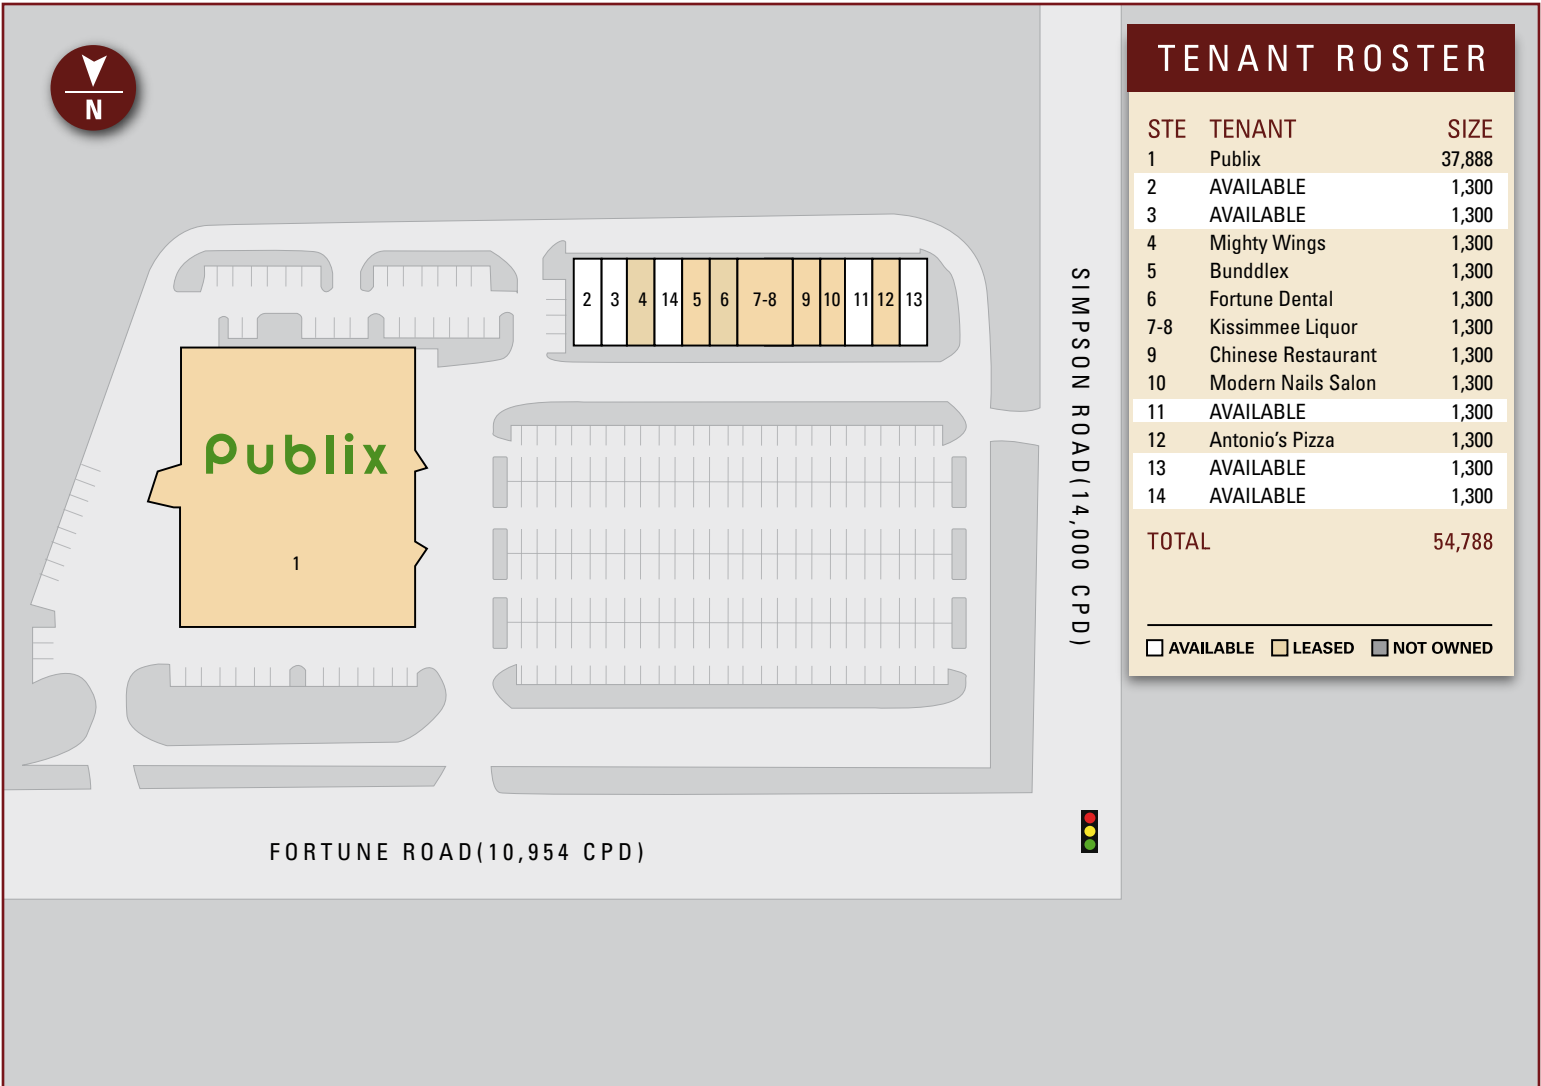 N
TENANT ROSTER
STE TENANT SIZE
1 Publix 37,888
2 AVAILABLE 1,300
3 AVAILABLE 1,300
4 Mighty Wings 1,300
5 Bunddlex 1,300
6 Fortune Dental 1,300
7-8 Kissimmee Liquor 1,300
9 Chinese Restaurant 1,300
10 Modern Nails Salon 1,300
11 AVAILABLE 1,300
12 Antonio's Pizza 1,300
13 AVAILABLE 1,300
14 AVAILABLE 1,300
TOTAL 54,788
AVAILABLE LEASED NOT OWNED
2 3 4 14 5 6 7-8 9 10 11 12 13
Publix
1
SIMPSON ROAD(14,000 CPD)
FORTUNE ROAD(10,954 CPD)